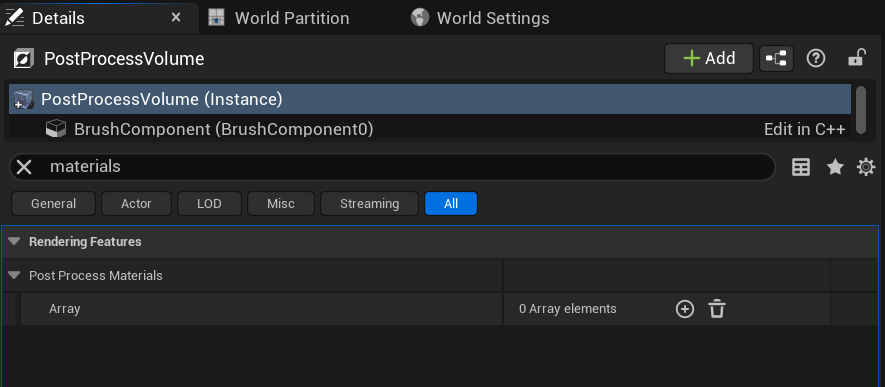 Details
World Partition
World Settings
PostProcessVolume
Add
PostProcessVolume (Instance)
BrushComponent (BrushComponent0)
Edit in C++
materials
General
Actor
LOD
Misc
Streaming
All
Rendering Features
Post Process Materials
Array
0 Array elements